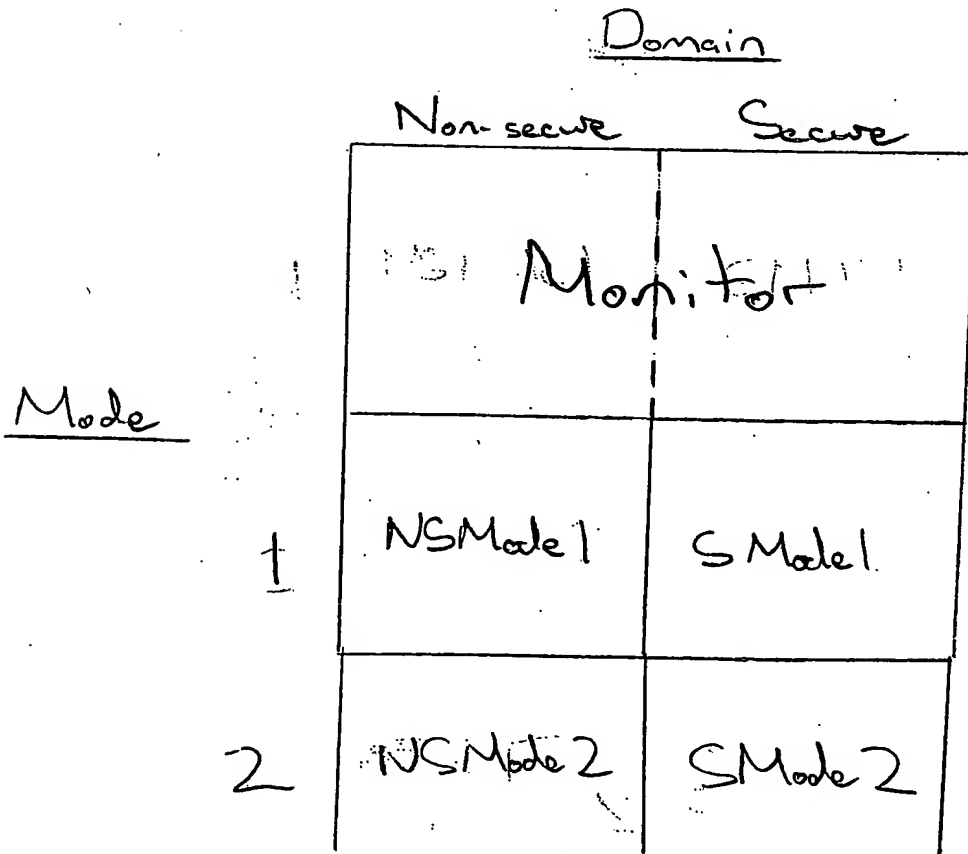 Domain
Non-secure Secure
Monitor
Mode
1 NSMode1 SMode1
2 NSMode2 SMode2